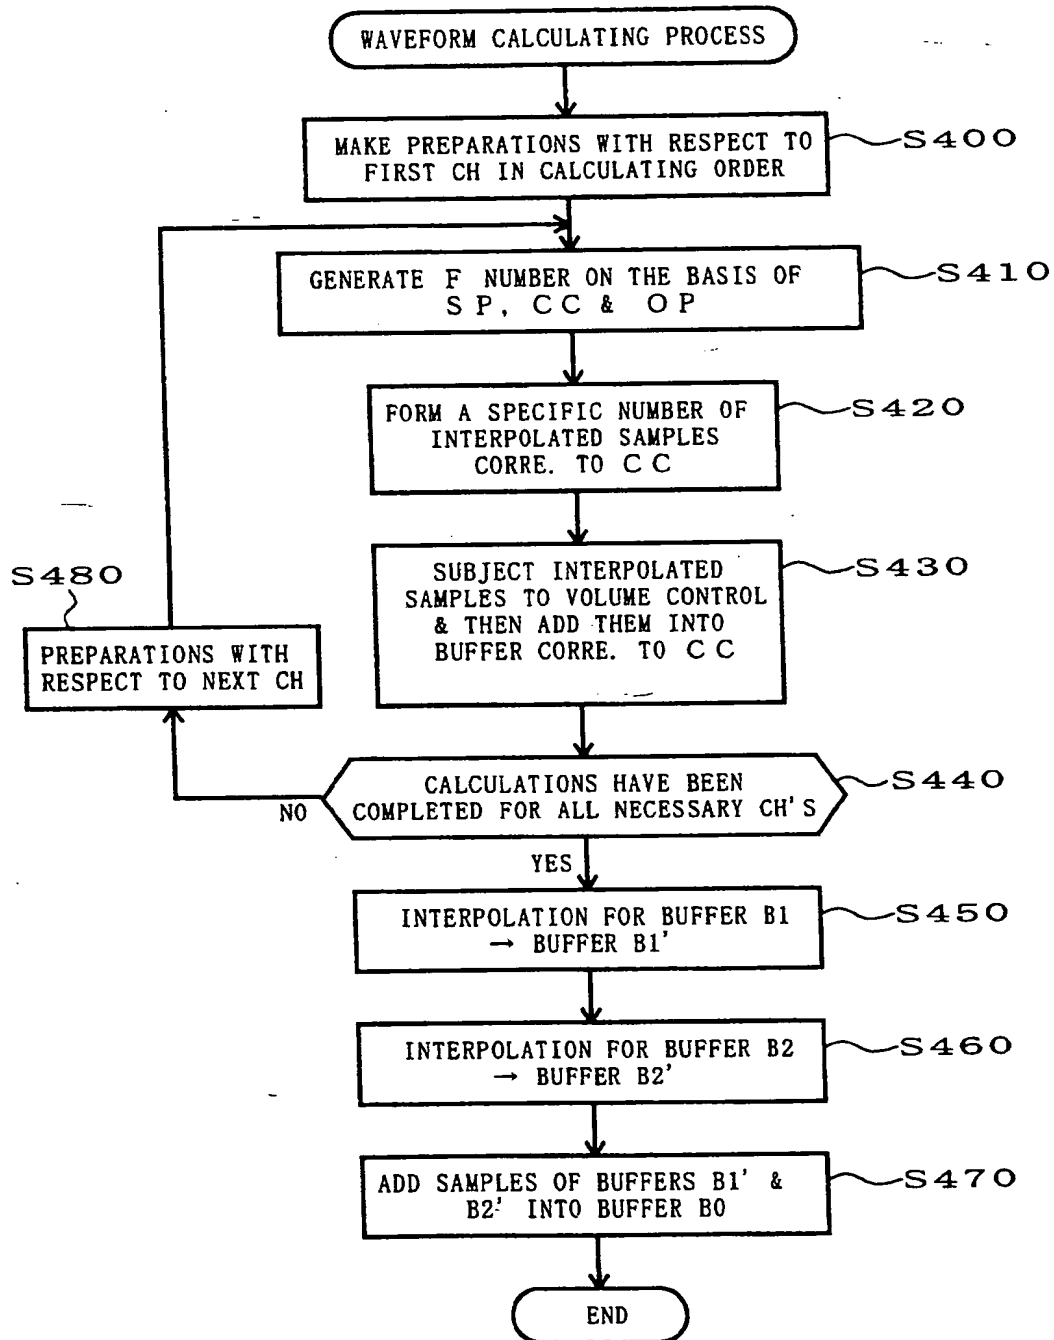 WAVEFORM CALCULATING PROCESS
MAKE PREPARATIONS WITH RESPECT TO
FIRST CH IN CALCULATING ORDER
S400
GENERATE F NUMBER ON THE BASIS OF
SP, CC & OP
S410
FORM A SPECIFIC NUMBER OF
INTERPOLATED SAMPLES
CORRE. TO CC
S420
SUBJECT INTERPOLATED
SAMPLES TO VOLUME CONTROL
& THEN ADD THEM INTO
BUFFER CORRE. TO CC
S430
S480
PREPARATIONS WITH
RESPECT TO NEXT CH
CALCULATIONS HAVE BEEN
COMPLETED FOR ALL NECESSARY CH'S
S440
NO
YES
INTERPOLATION FOR BUFFER B1
→ BUFFER B1'
S450
INTERPOLATION FOR BUFFER B2
→ BUFFER B2'
S460
ADD SAMPLES OF BUFFERS B1' &
B2' INTO BUFFER B0
S470
END